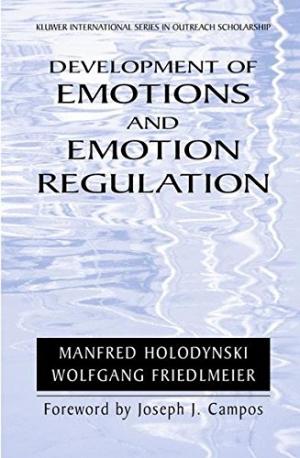 KLUWER INTERNATIONAL SERIES IN OUTREACH SCHOLARSHIP
DEVELOPMENT OF
EMOTIONS
AND
EMOTION
REGULATION
MANFRED HOLODYNSKI
WOLFGANG FRIEDLMEIER
Foreword by Joseph J. Campos